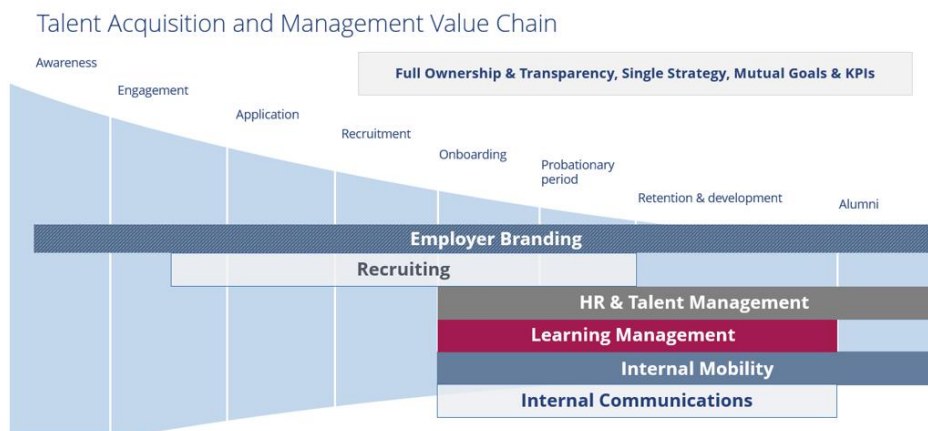 Talent Acquisition and Management Value Chain
Awareness
Full Ownership & Transparency, Single Strategy, Mutual Goals & KPIs
Engagement
Application
Recruitment
Onboarding
Probationary
period
Retention & development
Alumni
Employer Branding
Recruiting
HR & Talent Management
Learning Management
Internal Mobility
Internal Communications